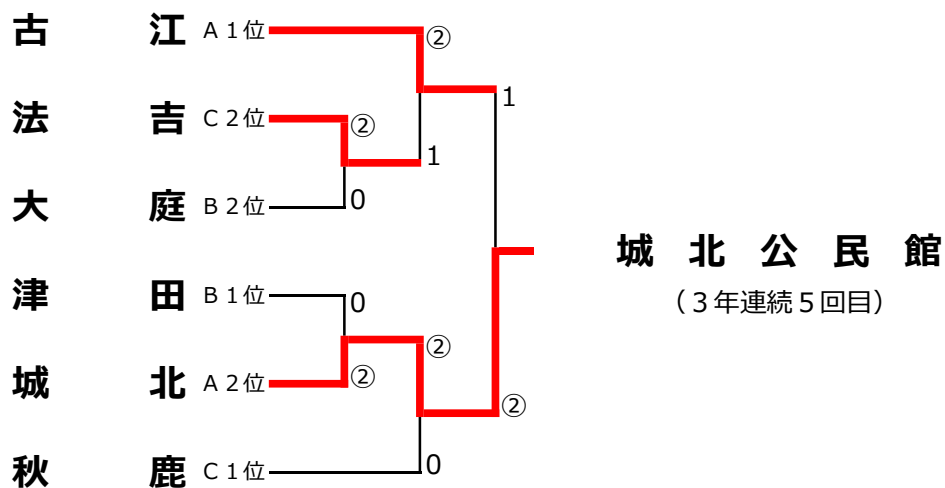 古江 A1位 ②
1
法吉 C2位 ②
1
大庭 B2位 0
城北公民館
津田 B1位 0
（３年連続５回目）
②
城北 A2位 ②
②
秋鹿 C1位 0